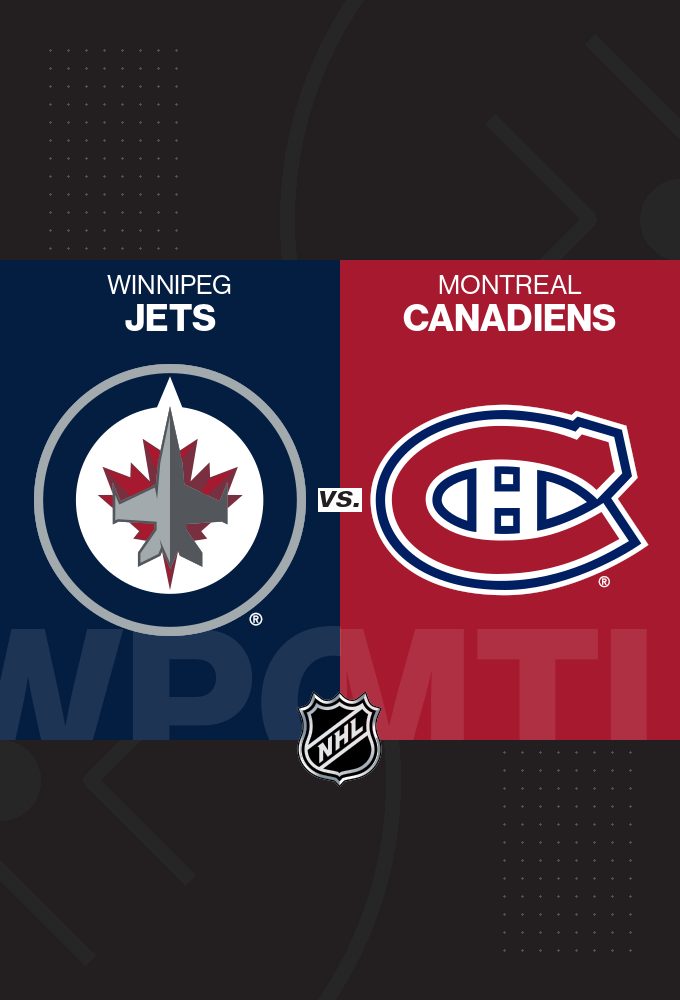 WINNIPEG
JETS
MONTREAL
CANADIENS
VS.
H
®
®
WPG
MTL
NHL